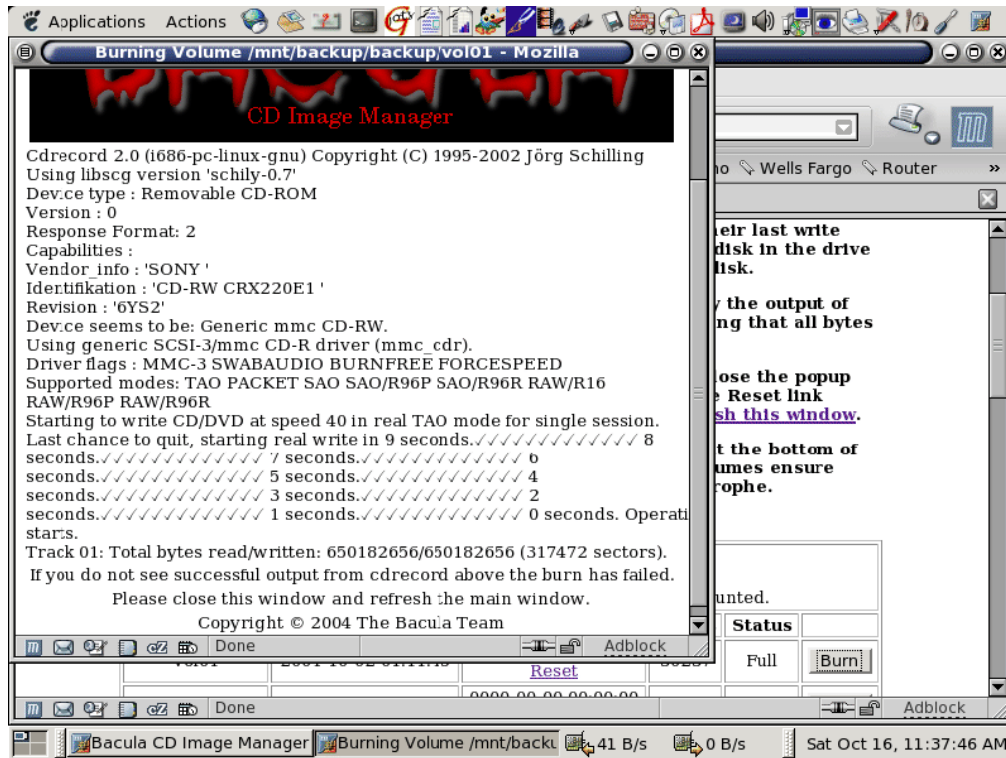 Applications Actions
Burning Volume /mnt/backup/backup/vol01 - Mozilla
CD Image Manager
Cdrecord 2.0 (i686-pc-linux-gnu) Copyright (C) 1995-2002 Jörg Schilling
Using libscg version 'schily-0.7'
Device type : Removable CD-ROM
Version : 0
Response Format: 2
Capabilities :
Vendor_info : 'SONY '
Identifikation : 'CD-RW CRX220E1 '
Revision : '6YS2'
Device seems to be: Generic mmc CD-RW.
Using generic SCSI-3/mmc CD-R driver (mmc_cdr).
Driver flags : MMC-3 SWABAUDIO BURNFREE FORCESPEED
Supported modes: TAO PACKET SAO SAO/R96P SAO/R96R RAW/R16
RAW/R96P RAW/R96R
Starting to write CD/DVD at speed 40 in real TAO mode for single session.
Last chance to quit, starting real write in 9 seconds.✓✓✓✓✓✓✓✓✓✓✓✓✓ 8
seconds.✓✓✓✓✓✓✓✓✓✓✓✓✓ 7 seconds.✓✓✓✓✓✓✓✓✓✓✓✓✓ 6
seconds.✓✓✓✓✓✓✓✓✓✓✓✓✓ 5 seconds.✓✓✓✓✓✓✓✓✓✓✓✓✓ 4
seconds.✓✓✓✓✓✓✓✓✓✓✓✓✓ 3 seconds.✓✓✓✓✓✓✓✓✓✓✓✓✓ 2
seconds.✓✓✓✓✓✓✓✓✓✓✓✓✓ 1 seconds.✓✓✓✓✓✓✓✓✓✓✓✓✓ 0 seconds. Operati
starts.
Track 01: Total bytes read/written: 650182656/650182656 (317472 sectors).
If you do not see successful output from cdrecord above the burn has failed.
Please close this window and refresh the main window.
Copyright © 2004 The Bacula Team
Done Adblock
Wells Fargo Router »
eir last write
disk in the drive
disk.
the output of
ng that all bytes
lose the popup
Reset link
sh this window.
t the bottom of
umes ensure
rophe.
unted.
Status
Reset Full Burn
Done Adblock
Bacula CD Image Manager Burning Volume /mnt/backu 41 B/s 0 B/s Sat Oct 16, 11:37:46 AM